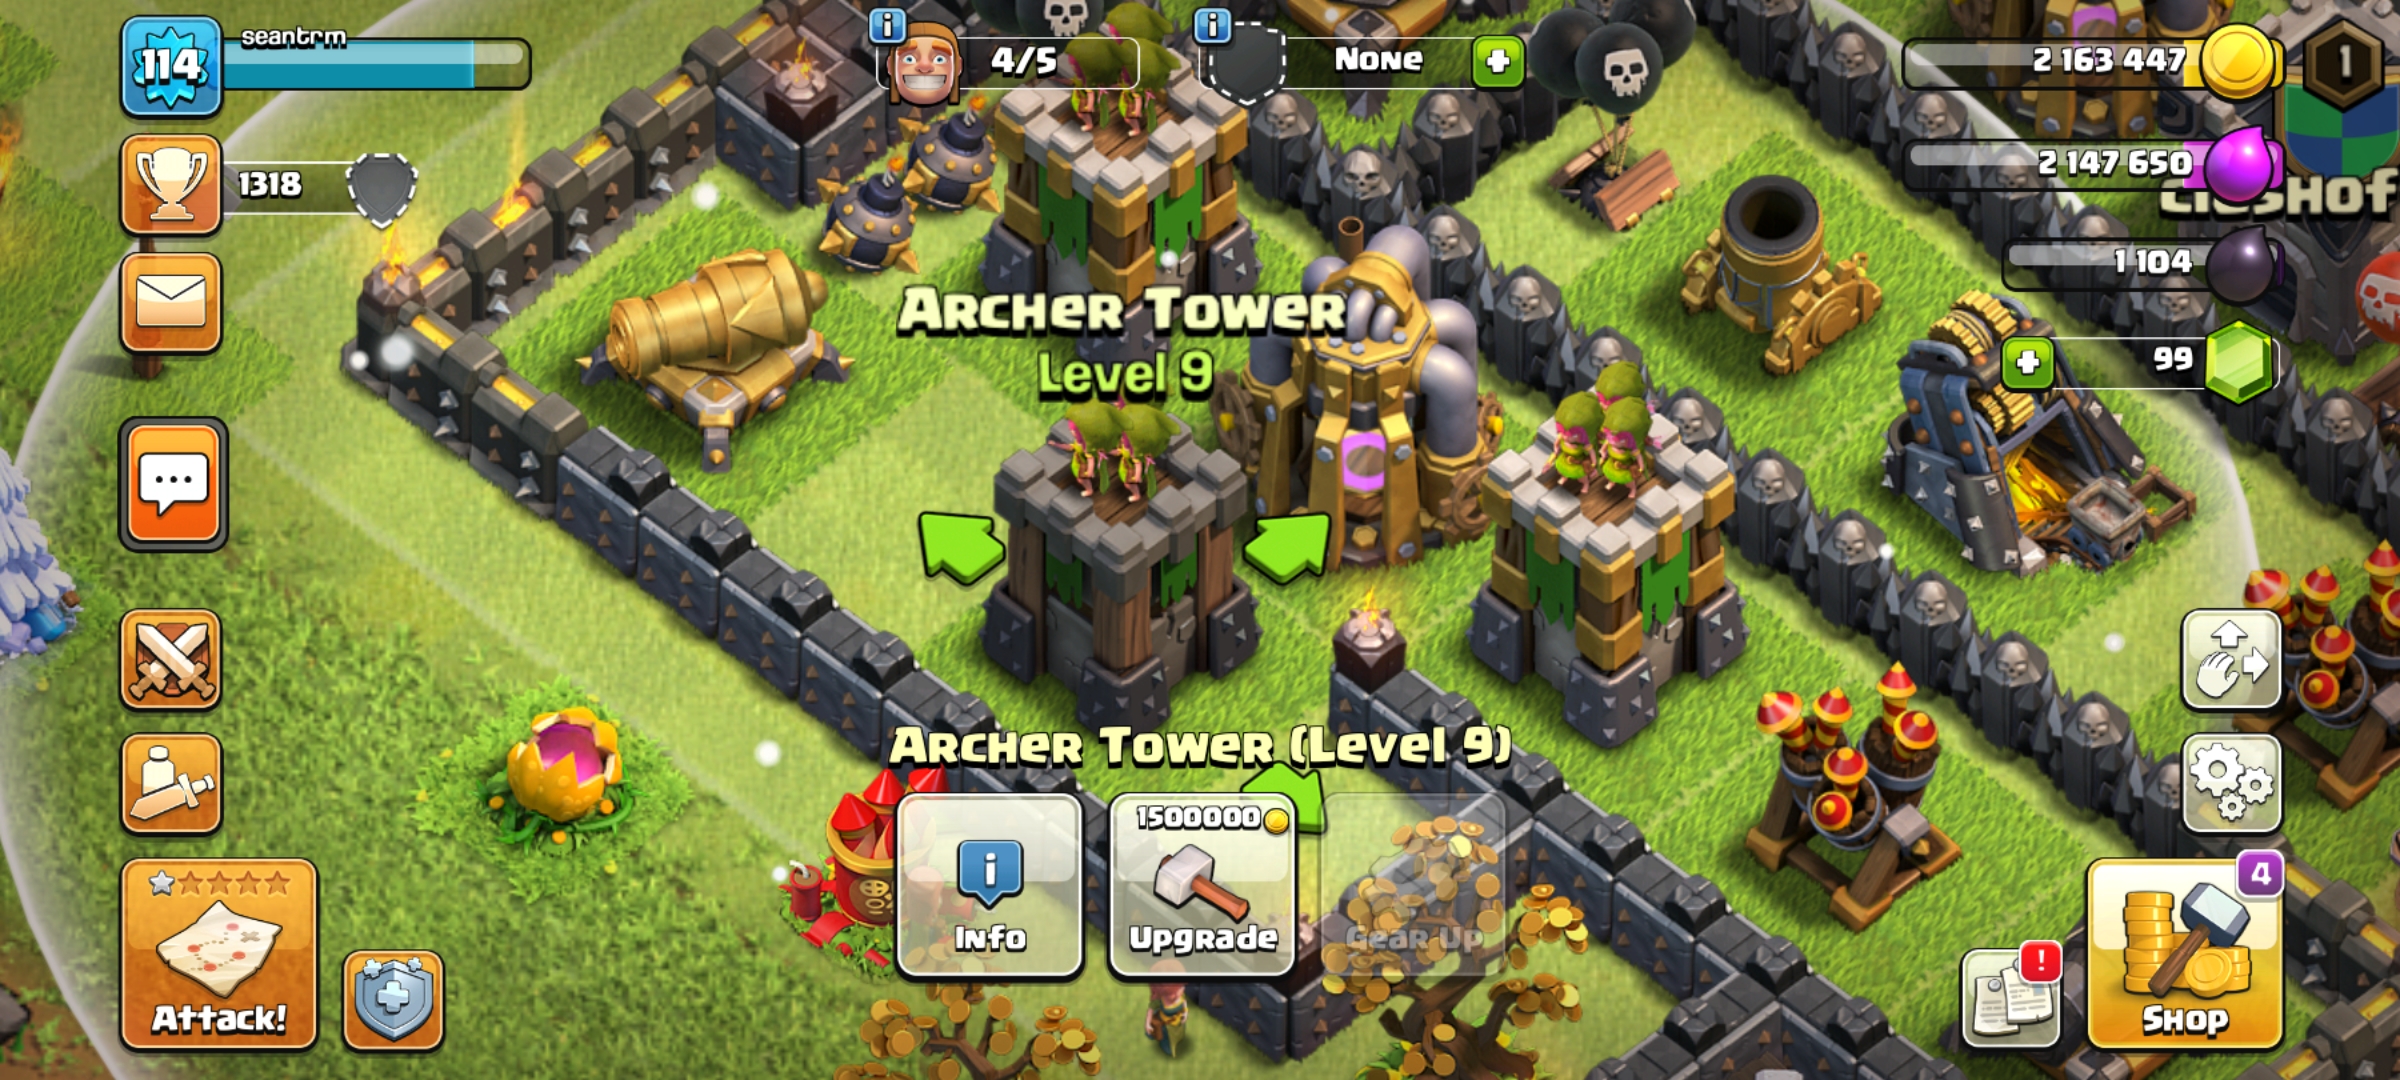 seantrm
114
4/5
None
2 163 447
1
1318
2 147 650
1 104
99
Archer Tower
Level 9
Archer Tower (Level 9)
1500000
Info
Upgrade
Gear Up
Attack!
4
!
Shop